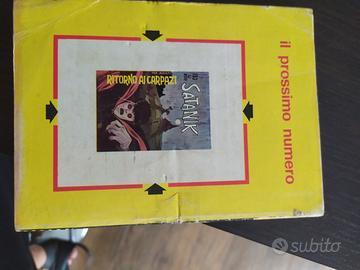 il prossimo numero
RITORNO AI CARPAZI
SATANIK
subito